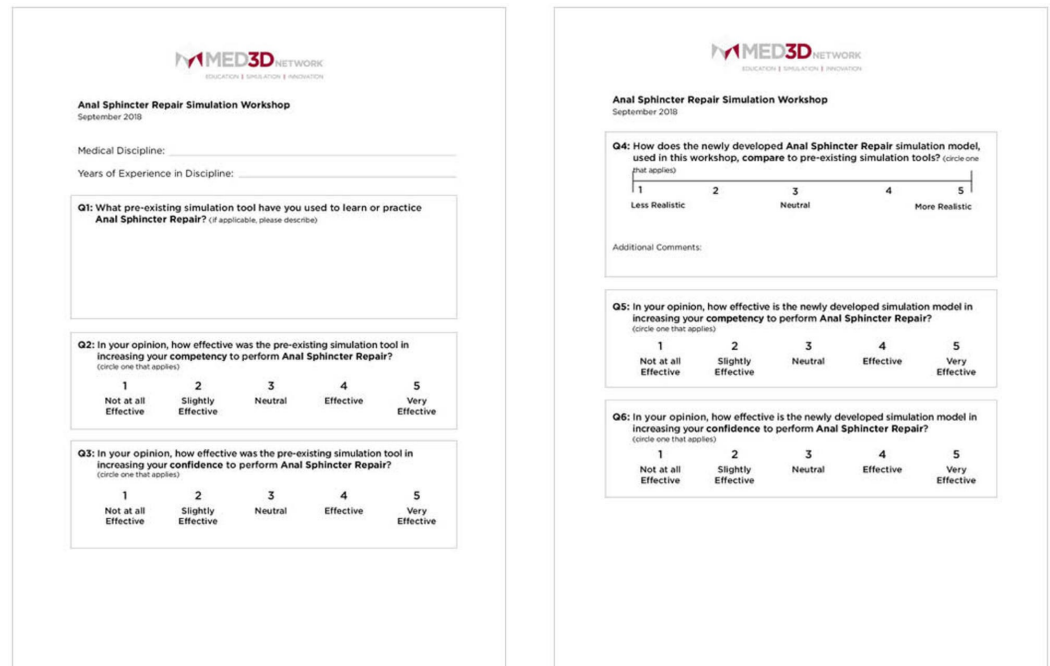 MED3D NETWORK
EDUCATION | SIMULATION | INNOVATION
Anal Sphincter Repair Simulation Workshop
September 2018
Medical Discipline:
Years of Experience in Discipline:
Q1: What pre-existing simulation tool have you used to learn or practice
Anal Sphincter Repair? (if applicable, please describe)
Q2: In your opinion, how effective was the pre-existing simulation tool in
increasing your competency to perform Anal Sphincter Repair?
(circle one that applies)
1 2 3 4 5
Not at all Slightly Neutral Effective Very
Effective Effective Effective
Q3: In your opinion, how effective was the pre-existing simulation tool in
increasing your confidence to perform Anal Sphincter Repair?
(circle one that applies)
1 2 3 4 5
Not at all Slightly Neutral Effective Very
Effective Effective Effective
MED3D NETWORK
EDUCATION | SIMULATION | INNOVATION
Anal Sphincter Repair Simulation Workshop
September 2018
Q4: How does the newly developed Anal Sphincter Repair simulation model,
used in this workshop, compare to pre-existing simulation tools? (circle one
that applies)
1 2 3 4 5
Less Realistic Neutral More Realistic
Additional Comments:
Q5: In your opinion, how effective is the newly developed simulation model in
increasing your competency to perform Anal Sphincter Repair?
(circle one that applies)
1 2 3 4 5
Not at all Slightly Neutral Effective Very
Effective Effective Effective
Q6: In your opinion, how effective is the newly developed simulation model in
increasing your confidence to perform Anal Sphincter Repair?
(circle one that applies)
1 2 3 4 5
Not at all Slightly Neutral Effective Very
Effective Effective Effective